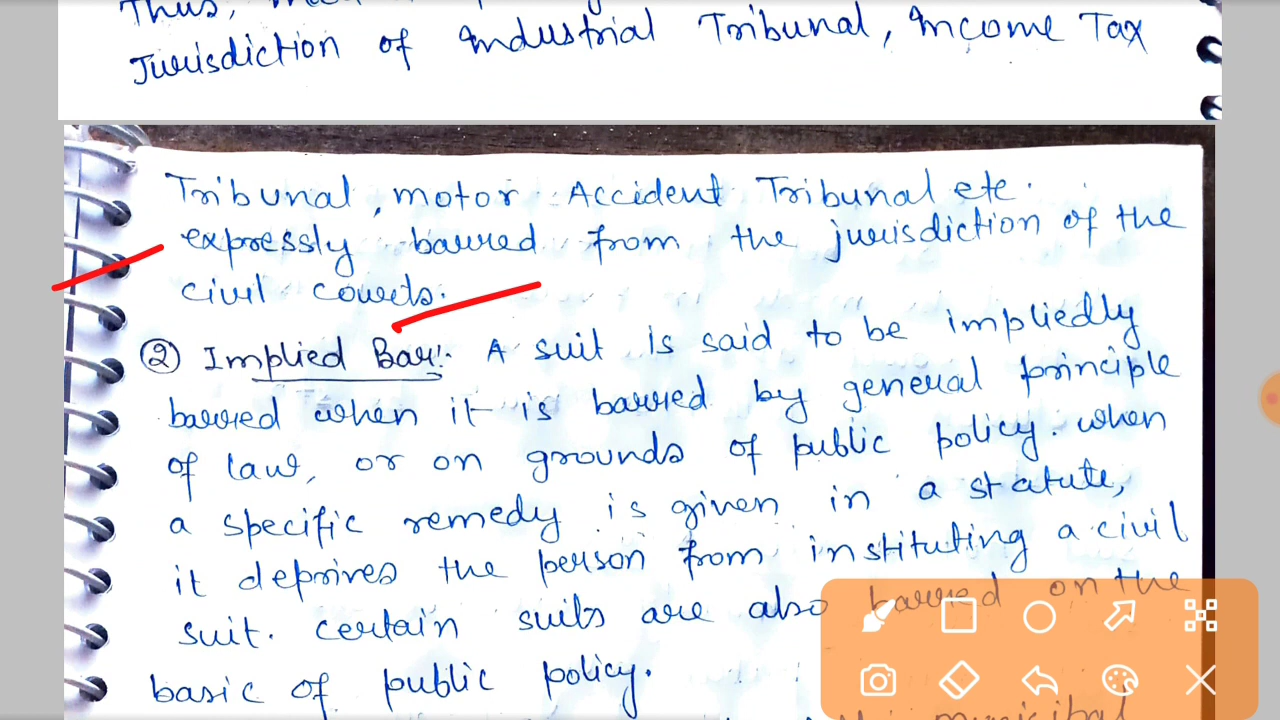 Thus,
Jurisdiction of Industrial Tribunal, Income Tax
Tribunal, motor Accident Tribunal etc.
expressly barred from the jurisdiction of the
civil courts.
② Implied Bar:. A suit is said to be impliedly
barred when it is barred by general principle
of law, or on grounds of public policy. when
a specific remedy is given in a statute,
it deprives the person from instituting a civil
suit. certain suits are also barred on the
basic of public policy.
municipal